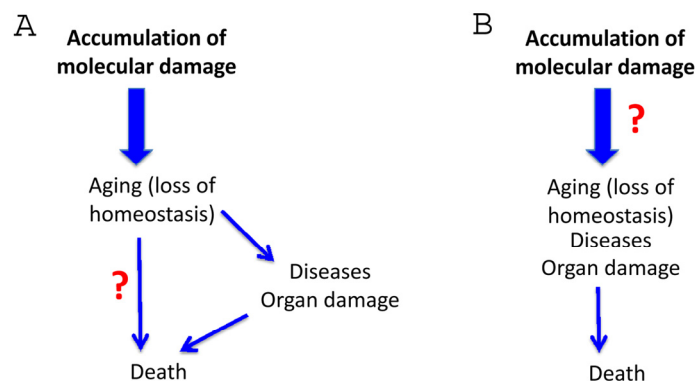 A
Accumulation of
molecular damage
Aging (loss of
homeostasis)
?
Diseases
Organ damage
Death
B
Accumulation of
molecular damage
?
Aging (loss of
homeostasis)
Diseases
Organ damage
Death